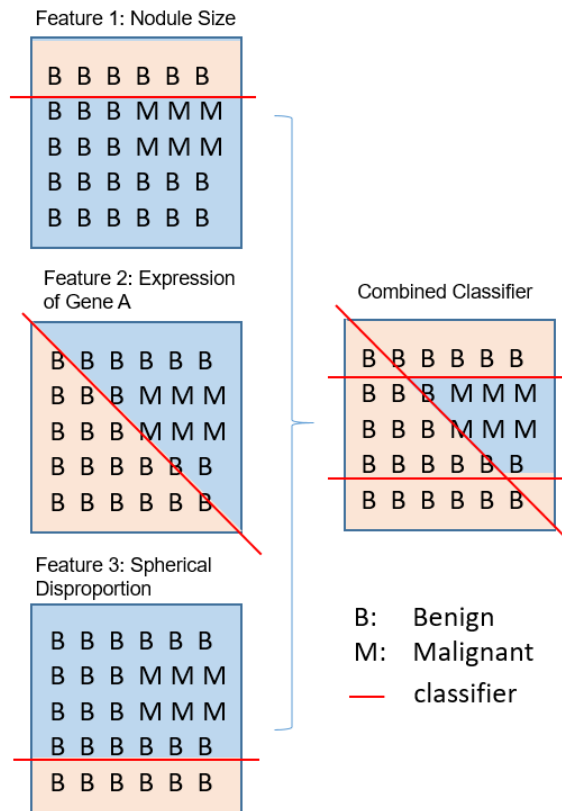 Feature 1: Nodule Size
B B B B B B
B B B M M M
B B B M M M
B B B B B B
B B B B B B
Feature 2: Expression
of Gene A
B B B B B B
B B B M M M
B B B M M M
B B B B B B
B B B B B B
Feature 3: Spherical
Disproportion
B B B B B B
B B B M M M
B B B M M M
B B B B B B
B B B B B B
Combined Classifier
B B B B B B
B B B M M M
B B B M M M
B B B B B B
B B B B B B
B: Benign
M: Malignant
classifier